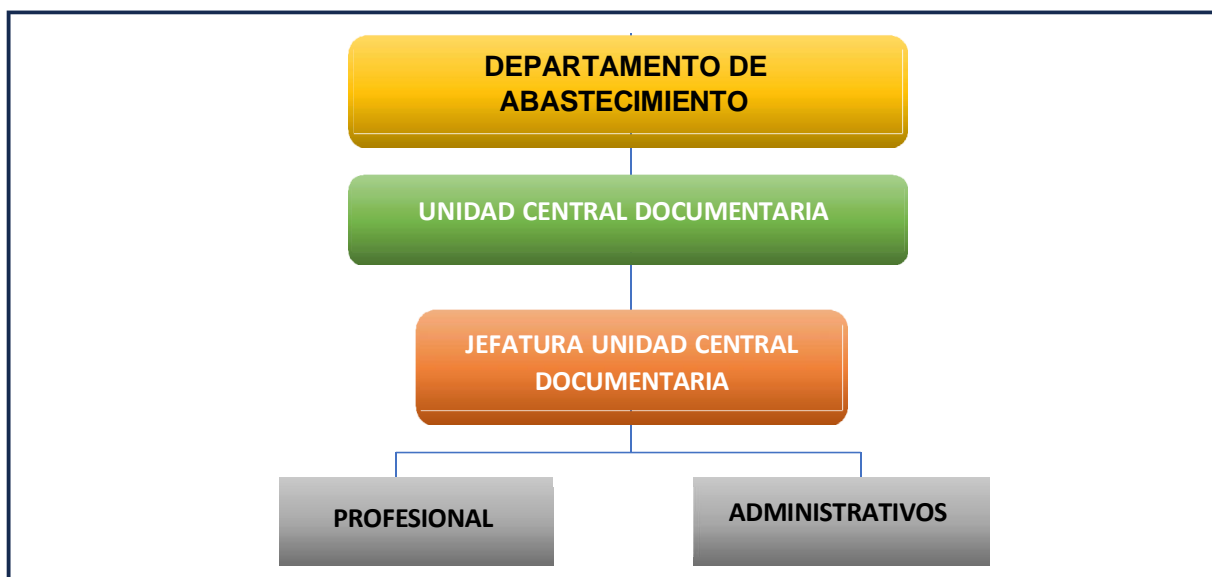 DEPARTAMENTO DE
ABASTECIMIENTO
UNIDAD CENTRAL DOCUMENTARIA
JEFATURA UNIDAD CENTRAL
DOCUMENTARIA
PROFESIONAL
ADMINISTRATIVOS